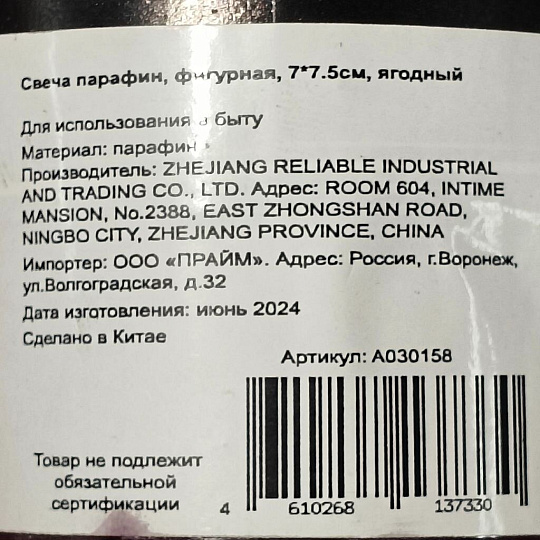 Свеча парафин, фигурная, 7*7.5см, ягодный
Для использования в быту
Материал: парафин
Производитель: ZHEJIANG RELIABLE INDUSTRIAL
AND TRADING CO., LTD. Адрес: ROOM 604, INTIME
MANSION, No.2388, EAST ZHONGSHAN ROAD,
NINGBO CITY, ZHEJIANG PROVINCE, CHINA
Импортер: ООО «ПРАЙМ». Адрес: Россия, г.Воронеж,
ул.Волгоградская, д.32
Дата изготовления: июнь 2024
Сделано в Китае
Артикул: А030158
Товар не подлежит
обязательной
сертификации
4 610268 137330